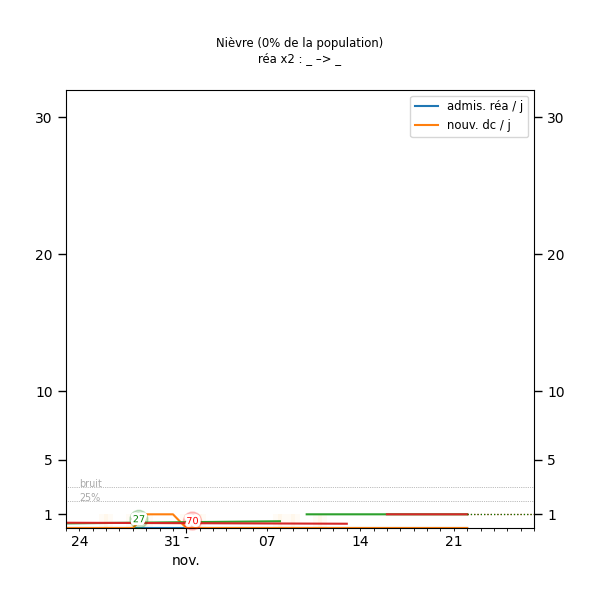 Nièvre (0% de la population)
réa x2 : _ –> _
admis. réa / j
nouv. dc / j
30 30
20 20
10 10
5 5
bruit
25%
27 70
1 1
24 31 - 07 14 21
nov.